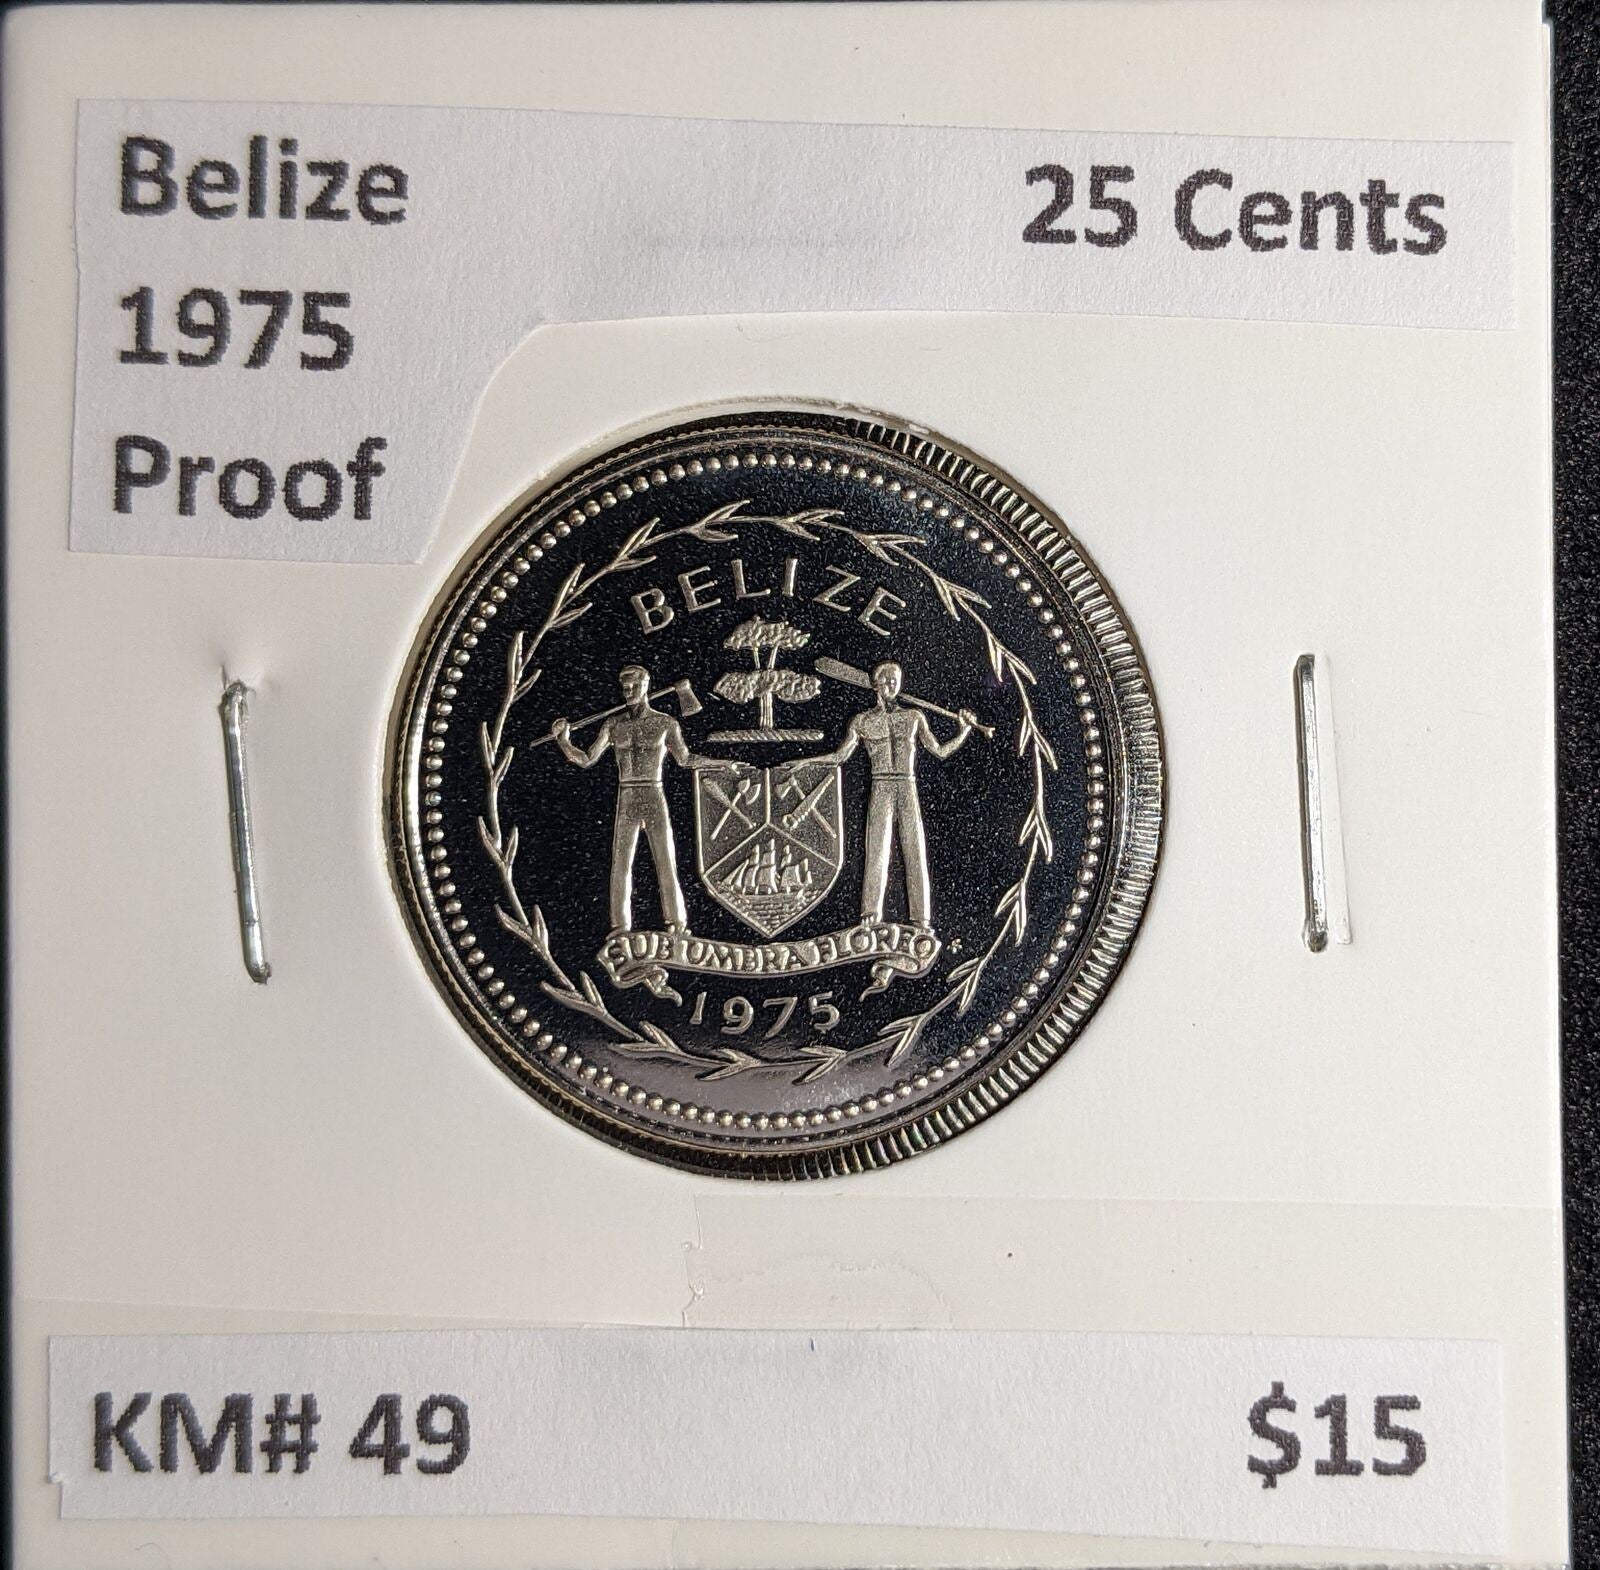 Belize 25 Cents
1975
Proof
BELIZE
SUB UMBRA FLOREO
1975
KM# 49 $15